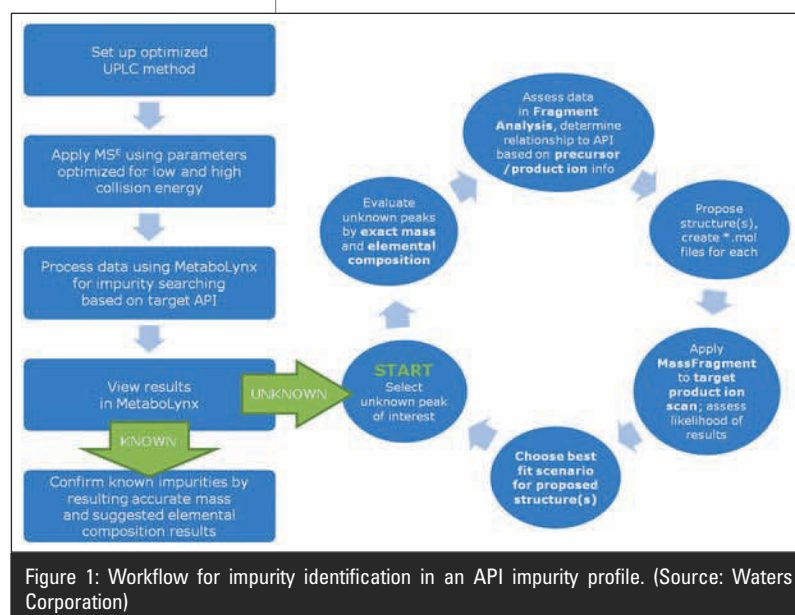 Set up optimized
UPLC method
Apply MSᴱ using parameters
optimized for low and high
collision energy
Process data using MetaboLynx
for impurity searching
based on target API
View results
in MetaboLynx
UNKNOWN
KNOWN
Confirm known impurities by
resulting accurate mass
and suggested elemental
composition results
START
Select
unknown peak
of interest
Evaluate
unknown peaks
by exact mass
and elemental
composition
Assess data
in Fragment
Analysis, determine
relationship to API
based on precursor
/product ion info
Propose
structure(s),
create *.mol
files for each
Apply
MassFragment
to target
product ion
scan; assess
likelihood of
results
Choose best
fit scenario
for proposed
structure(s)
Figure 1: Workflow for impurity identification in an API impurity profile. (Source: Waters
Corporation)